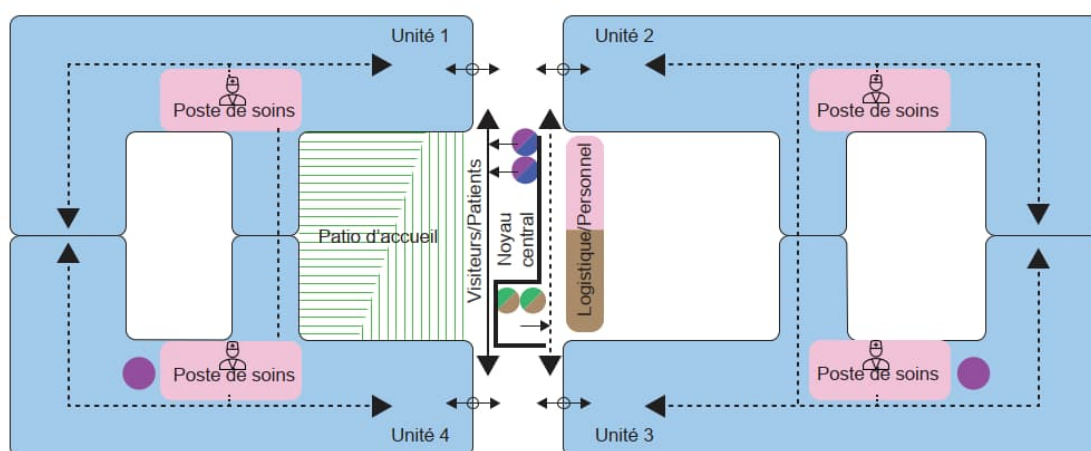 Unité 1
Unité 2
Poste de soins
Poste de soins
Patio d'accueil
Visiteurs/Patients
Noyau
central
Logistique/Personnel
Poste de soins
Poste de soins
Unité 4
Unité 3